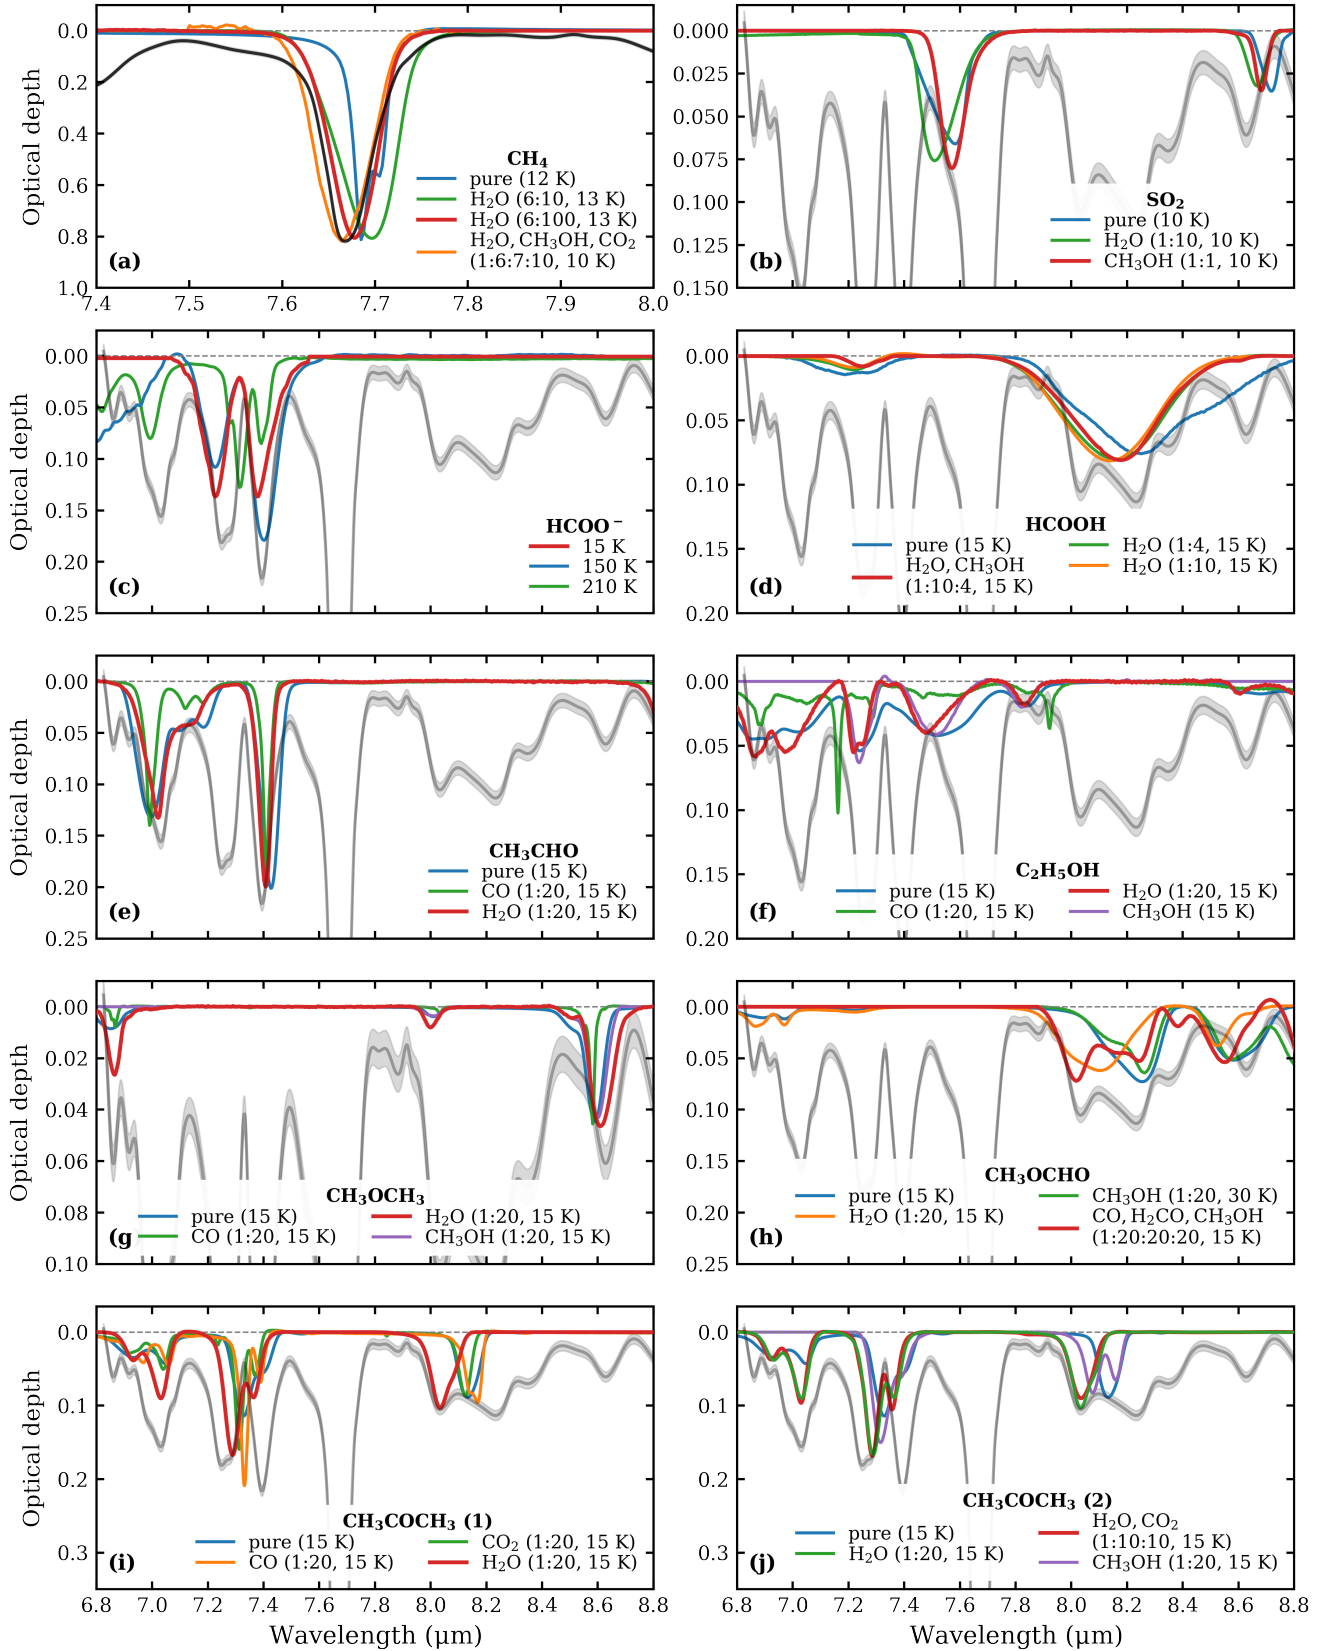 0.0
0.2
0.4
0.6
0.8
1.0
Optical depth
CH₄
pure (12 K)
H₂O (6:10, 13 K)
H₂O (6:100, 13 K)
H₂O, CH₃OH, CO₂
(1:6:7:10, 10 K)
(a)
7.4 7.5 7.6 7.7 7.8 7.9 8.0
0.000
0.025
0.050
0.075
0.100
0.125
0.150
SO₂
pure (10 K)
H₂O (1:10, 10 K)
CH₃OH (1:1, 10 K)
(b)
0.00
0.05
0.10
0.15
0.20
0.25
Optical depth
HCOO⁻
15 K
150 K
210 K
(c)
0.00
0.05
0.10
0.15
0.20
HCOOH
pure (15 K)
H₂O, CH₃OH
(1:10:4, 15 K)
H₂O (1:4, 15 K)
H₂O (1:10, 15 K)
(d)
0.00
0.05
0.10
0.15
0.20
0.25
Optical depth
CH₃CHO
pure (15 K)
CO (1:20, 15 K)
H₂O (1:20, 15 K)
(e)
0.00
0.05
0.10
0.15
0.20
C₂H₅OH
pure (15 K)
CO (1:20, 15 K)
H₂O (1:20, 15 K)
CH₃OH (15 K)
(f)
0.00
0.02
0.04
0.06
0.08
0.10
Optical depth
CH₃OCH₃
pure (15 K)
CO (1:20, 15 K)
H₂O (1:20, 15 K)
CH₃OH (1:20, 15 K)
(g
0.00
0.05
0.10
0.15
0.20
0.25
CH₃OCHO
pure (15 K)
H₂O (1:20, 15 K)
CH₃OH (1:20, 30 K)
CO, H₂CO, CH₃OH
(1:20:20:20, 15 K)
(h)
0.0
0.1
0.2
0.3
Optical depth
CH₃COCH₃ (1)
pure (15 K)
CO (1:20, 15 K)
CO₂ (1:20, 15 K)
H₂O (1:20, 15 K)
(i)
6.8 7.0 7.2 7.4 7.6 7.8 8.0 8.2 8.4 8.6 8.8
Wavelength (μm)
0.0
0.1
0.2
0.3
CH₃COCH₃ (2)
pure (15 K)
H₂O (1:20, 15 K)
H₂O, CO₂
(1:10:10, 15 K)
CH₃OH (1:20, 15 K)
(j)
6.8 7.0 7.2 7.4 7.6 7.8 8.0 8.2 8.4 8.6 8.8
Wavelength (μm)